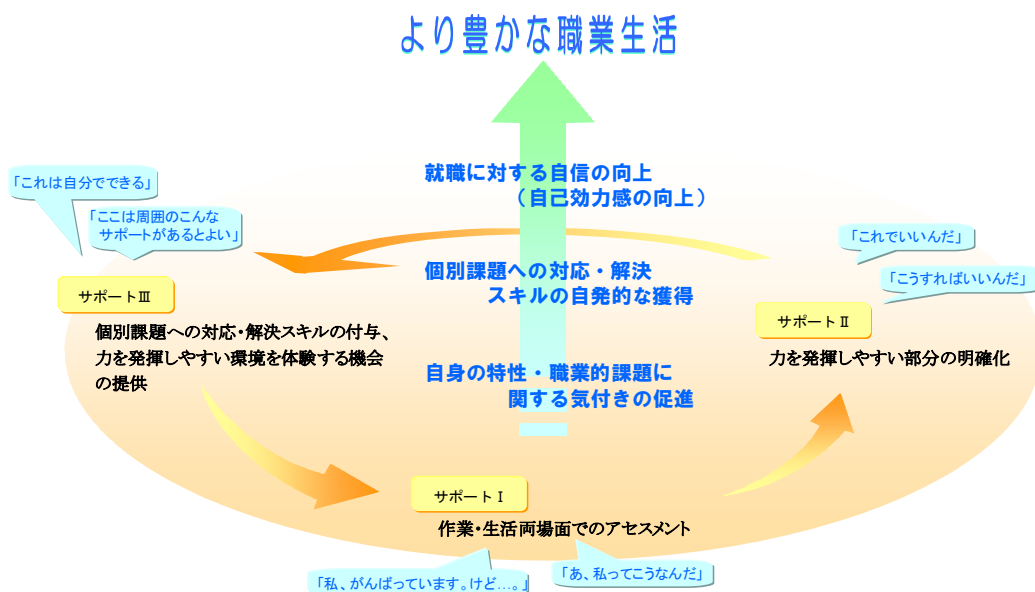 より豊かな職業生活
就職に対する自信の向上
（自己効力感の向上）
「これは自分でできる」
「ここは周囲のこんな
サポートがあるとよい」
「これでいいんだ」
「こうすればいいんだ」
個別課題への対応・解決
スキルの自発的な獲得
サポートⅢ
個別課題への対応・解決スキルの付与、
力を発揮しやすい環境を体験する機会
の提供
サポートⅡ
力を発揮しやすい部分の明確化
自身の特性・職業的課題に
関する気付きの促進
サポートⅠ
作業・生活両場面でのアセスメント
「私、がんばっています。けど…。」
「あ、私ってこうなんだ」